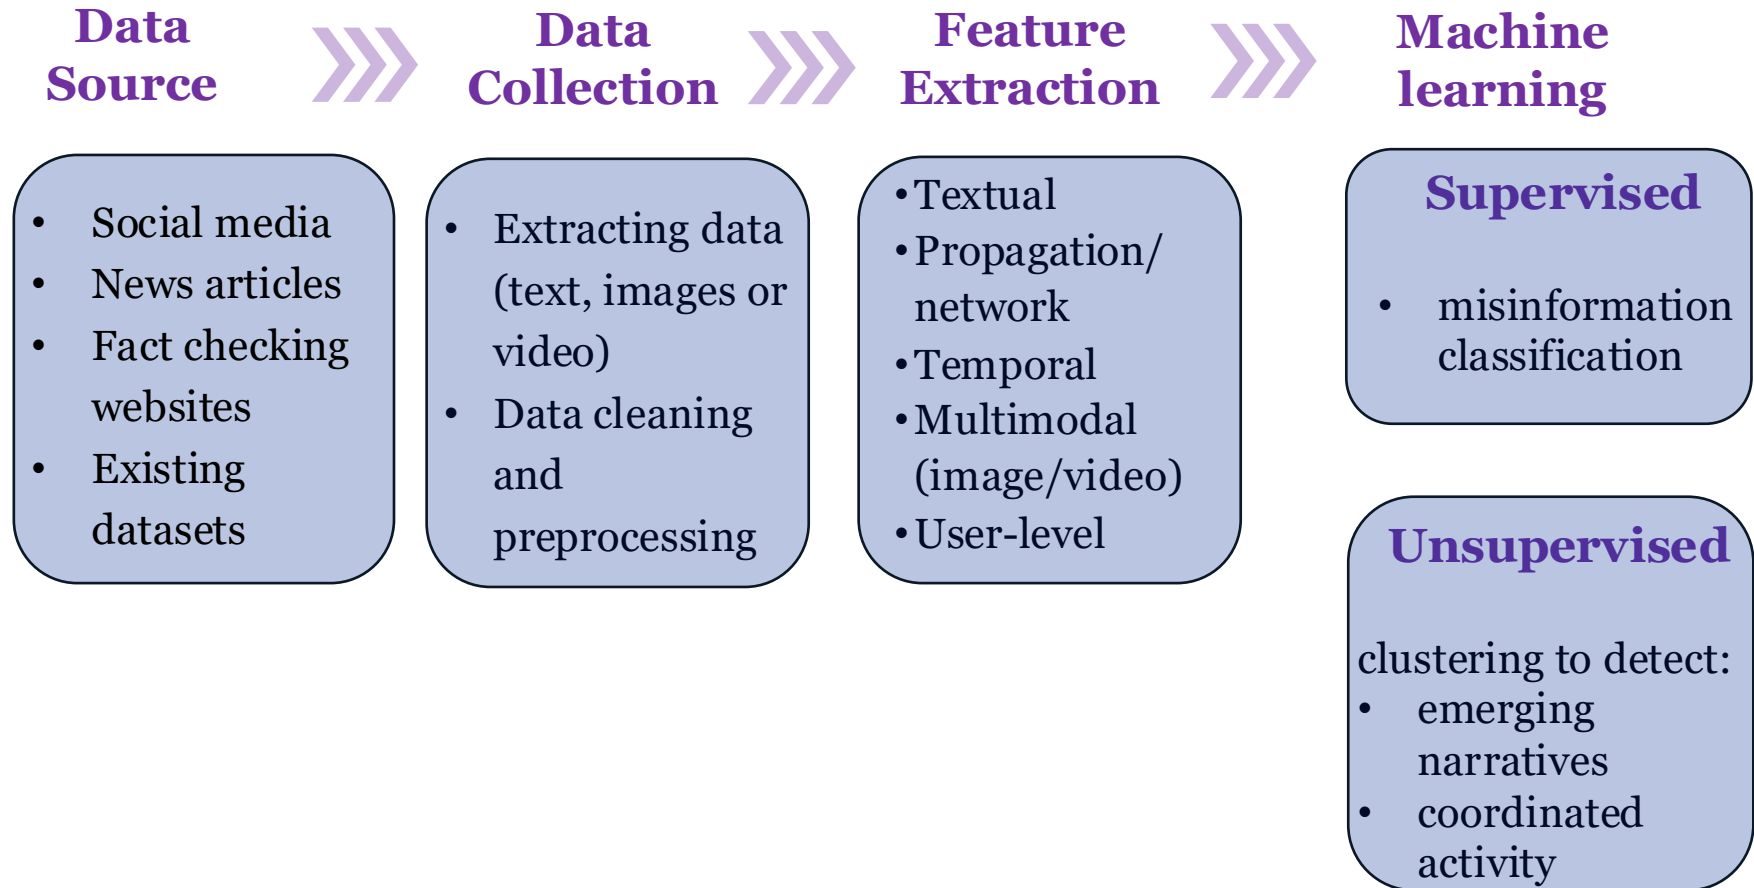 Data
Source
Data
Collection
Feature
Extraction
Machine
learning
• Social media
• News articles
• Fact checking
websites
• Existing
datasets
• Extracting data
(text, images or
video)
• Data cleaning
and
preprocessing
• Textual
• Propagation/
network
• Temporal
• Multimodal
(image/video)
• User-level
Supervised
• misinformation
classification
Unsupervised
clustering to detect:
• emerging
narratives
• coordinated
activity